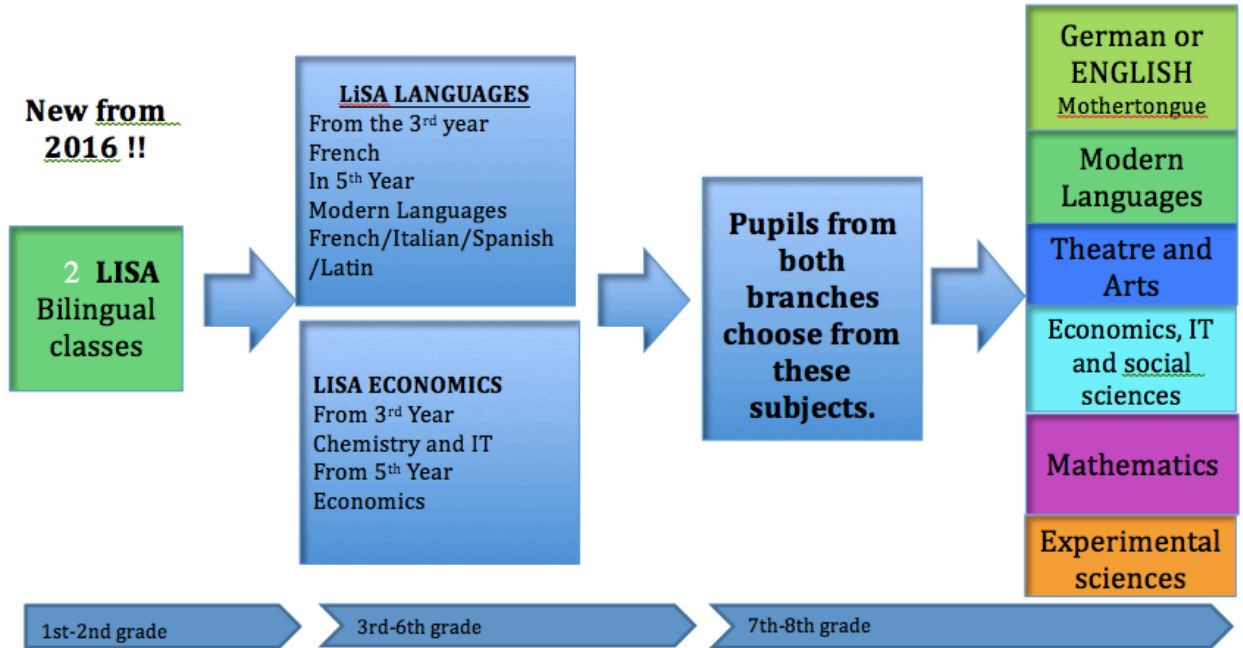 New from
2016 !!
2 LISA
Bilingual
classes
LiSA LANGUAGES
From the 3rd year
French
In 5th Year
Modern Languages
French/Italian/Spanish
/Latin
LISA ECONOMICS
From 3rd Year
Chemistry and IT
From 5th Year
Economics
Pupils from
both
branches
choose from
these
subjects.
German or
ENGLISH
Mothertongue
Modern
Languages
Theatre and
Arts
Economics, IT
and social
sciences
Mathematics
Experimental
sciences
1st-2nd grade
3rd-6th grade
7th-8th grade